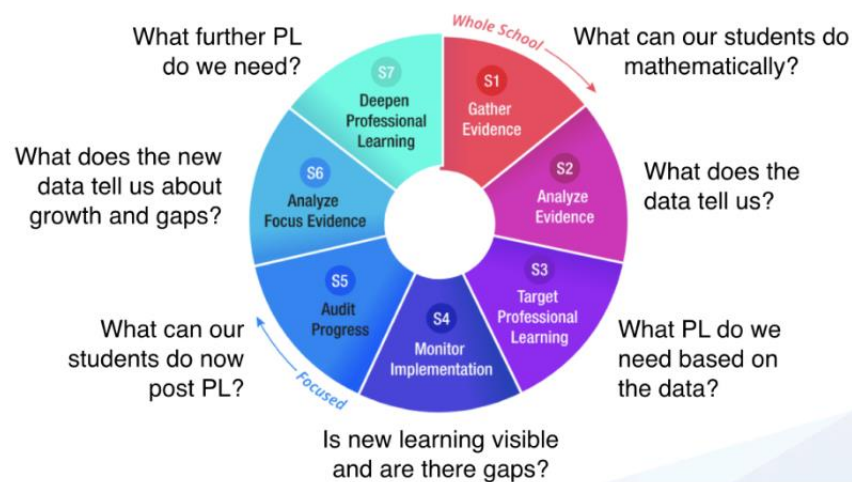 Whole School
What can our students do
mathematically?
S1
Gather
Evidence
What does the
data tell us?
S2
Analyze
Evidence
What PL do we
need based on
the data?
S3
Target
Professional
Learning
S4
Monitor
Implementation
Is new learning visible
and are there gaps?
Focused
What can our
students do now
post PL?
S5
Audit
Progress
What does the new
data tell us about
growth and gaps?
S6
Analyze
Focus Evidence
What further PL
do we need?
S7
Deepen
Professional
Learning